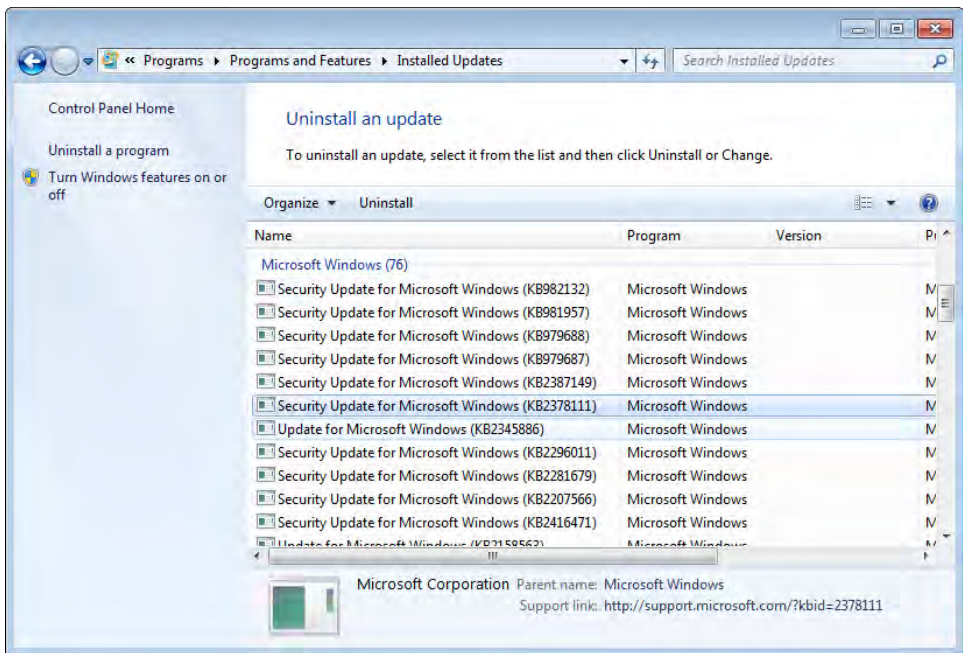 « Programs ▸ Programs and Features ▸ Installed Updates Search Installed Updates
Control Panel Home
Uninstall a program
Turn Windows features on or
off
Uninstall an update
To uninstall an update, select it from the list and then click Uninstall or Change.
Organize Uninstall
Name Program Version
Microsoft Windows (76)
Security Update for Microsoft Windows (KB982132) Microsoft Windows M
Security Update for Microsoft Windows (KB981957) Microsoft Windows M
Security Update for Microsoft Windows (KB979688) Microsoft Windows M
Security Update for Microsoft Windows (KB979687) Microsoft Windows M
Security Update for Microsoft Windows (KB2387149) Microsoft Windows M
Security Update for Microsoft Windows (KB2378111) Microsoft Windows M
Update for Microsoft Windows (KB2345886) Microsoft Windows M
Security Update for Microsoft Windows (KB2296011) Microsoft Windows M
Security Update for Microsoft Windows (KB2281679) Microsoft Windows M
Security Update for Microsoft Windows (KB2207566) Microsoft Windows M
Security Update for Microsoft Windows (KB2416471) Microsoft Windows M
Update for Microsoft Windows (KB2158563) Microsoft Windows M
Microsoft Corporation Parent name: Microsoft Windows
Support link: http://support.microsoft.com/?kbid=2378111